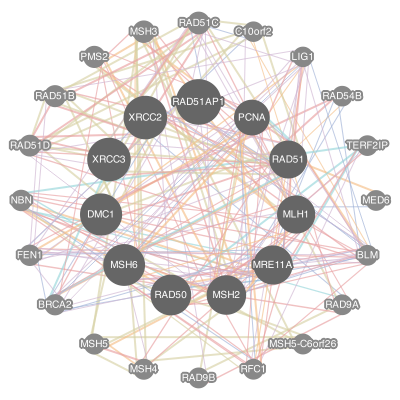 RAD51C
MSH3
C10orf2
PMS2
LIG1
RAD51B
RAD51AP1
RAD54B
XRCC2
PCNA
RAD51D
XRCC3
RAD51
TERF2IP
NBN
DMC1
MLH1
MED6
FEN1
MSH6
MRE11A
BLM
BRCA2
RAD50
MSH2
RAD9A
MSH5
MSH5-C6orf26
MSH4
RAD9B
RFC1